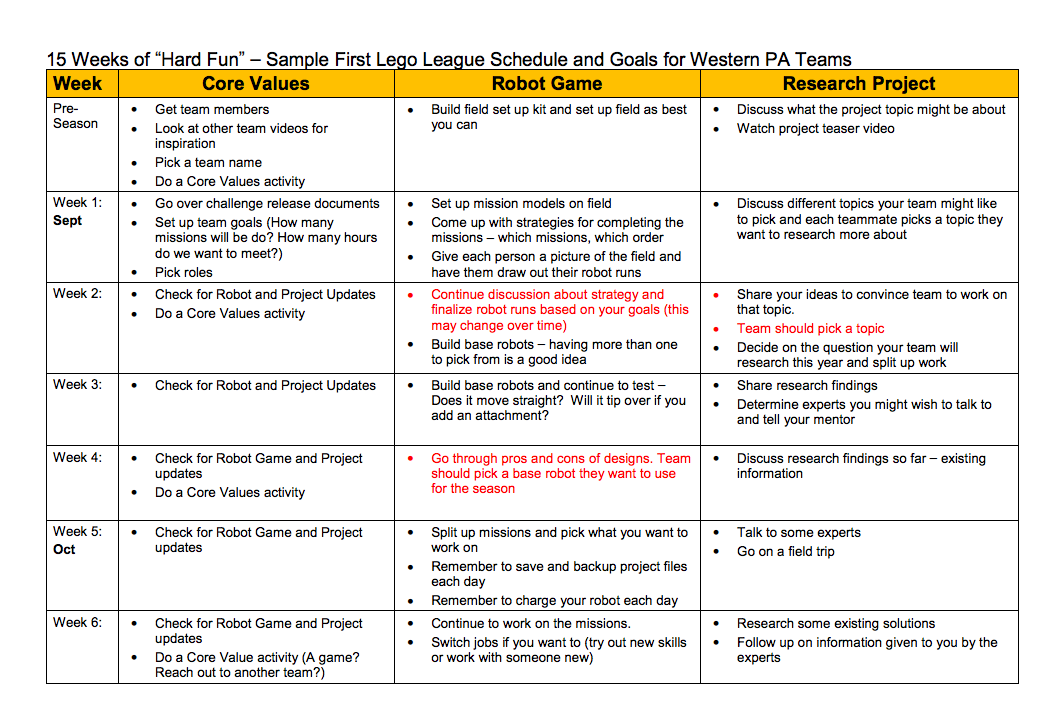 15 Weeks of “Hard Fun” – Sample First Lego League Schedule and Goals for Western PA Teams
Week Core Values Robot Game Research Project
Pre-
Season
• Get team members
• Look at other team videos for
inspiration
• Pick a team name
• Do a Core Values activity
• Build field set up kit and set up field as best
you can
• Discuss what the project topic might be about
• Watch project teaser video
Week 1:
Sept
• Go over challenge release documents
• Set up team goals (How many
missions will be do? How many hours
do we want to meet?)
• Pick roles
• Set up mission models on field
• Come up with strategies for completing the
missions – which missions, which order
• Give each person a picture of the field and
have them draw out their robot runs
• Discuss different topics your team might like
to pick and each teammate picks a topic they
want to research more about
Week 2:
• Check for Robot and Project Updates
• Do a Core Values activity
• Continue discussion about strategy and
finalize robot runs based on your goals (this
may change over time)
• Build base robots – having more than one
to pick from is a good idea
• Share your ideas to convince team to work on
that topic.
• Team should pick a topic
• Decide on the question your team will
research this year and split up work
Week 3:
• Check for Robot and Project Updates
• Build base robots and continue to test –
Does it move straight? Will it tip over if you
add an attachment?
• Share research findings
• Determine experts you might wish to talk to
and tell your mentor
Week 4:
• Check for Robot Game and Project
updates
• Do a Core Values activity
• Go through pros and cons of designs. Team
should pick a base robot they want to use
for the season
• Discuss research findings so far – existing
information
Week 5:
Oct
• Check for Robot Game and Project
updates
• Split up missions and pick what you want to
work on
• Remember to save and backup project files
each day
• Remember to charge your robot each day
• Talk to some experts
• Go on a field trip
Week 6:
• Check for Robot Game and Project
updates
• Do a Core Value activity (A game?
Reach out to another team?)
• Continue to work on the missions.
• Switch jobs if you want to (try out new skills
or work with someone new)
• Research some existing solutions
• Follow up on information given to you by the
experts